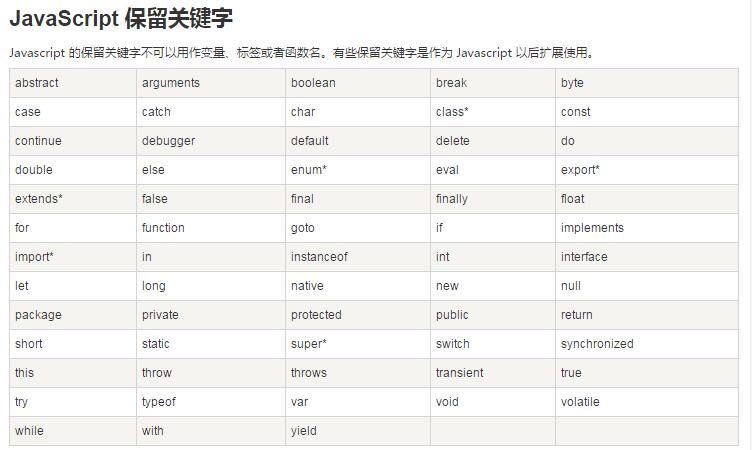 JavaScript 保留关键字
Javascript 的保留关键字不可以用作变量、标签或者函数名。有些保留关键字是作为 Javascript 以后扩展使用。
abstract arguments boolean break byte
case catch char class* const
continue debugger default delete do
double else enum* eval export*
extends* false final finally float
for function goto if implements
import* in instanceof int interface
let long native new null
package private protected public return
short static super* switch synchronized
this throw throws transient true
try typeof var void volatile
while with yield